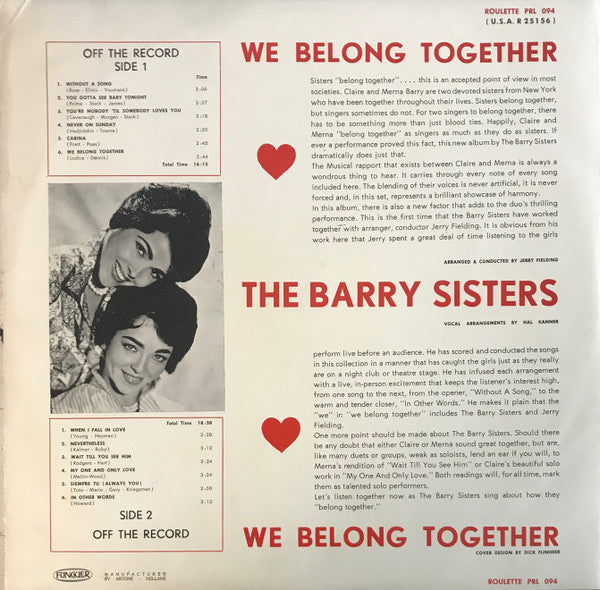 ROULETTE PRL 094
(U.S.A. R 25156)
OFF THE RECORD
SIDE 1
Time
1. WITHOUT A SONG
(Rose - Eliscu - Youmans) 2:06
2. YOU GOTTA SEE BABY TONIGHT
(Prima - Stock - James) 2:27
3. YOU'RE NOBODY 'TIL SOMEBODY LOVES YOU
(Cavanaugh - Morgan - Stock) 3:18
4. NEVER ON SUNDAY
(Hadjidakis - Towne) 2:55
5. CARINA
(Pratt - Poes) 2:45
6. WE BELONG TOGETHER
(Lodice - Dennis) 2:44
Total Time 16:15
WE BELONG TOGETHER
Sisters "belong together". . . . this is an accepted point of view in most
societies. Claire and Merna Barry are two devoted sisters from New York
who have been together throughout their lives. Sisters belong together,
but singers sometimes do not. For two singers to belong together, there
has to be something more than just blood ties. Happily, Claire and
Merna "belong together" as singers as much as they do as sisters. If
ever a performance proved this fact, this new album by The Barry Sisters
dramatically does just that.
The Musical rapport that exists between Claire and Merna is always a
wondrous thing to hear. It carries through every note of every song
included here. The blending of their voices is never artificial, it is never
forced and, in this set, represents a brilliant showcase of harmony.
In this album, there is also a new factor that adds to the duo's thrilling
performance. This is the first time that the Barry Sisters have worked
together with arranger, conductor Jerry Fielding. It is obvious from his
work here that Jerry spent a great deal of time listening to the girls
ARRANGED & CONDUCTED BY JERRY FIELDING
THE BARRY SISTERS
VOCAL ARRANGEMENTS BY HAL KANNER
perform live before an audience. He has scored and conducted the songs
in this collection in a manner that has caught the girls just as they really
are on a night club or theatre stage. He has infused each arrangement
with a live, in-person excitement that keeps the listener's interest high,
from one song to the next, from the opener, "Without A Song," to the
warm and tender closer, "In Other Words." He makes it plain that the
"we" in "we belong together" includes The Barry Sisters and Jerry
Fielding.
One more point should be made about The Barry Sisters. Should there
be any doubt that either Claire or Merna sound great together, but are,
like many duets or groups, weak as soloists, lend an ear if you will, to
Merna's rendition of "Wait Till You See Him" or Claire's beautiful solo
work in "My One And Only Love." Both readings will, for all time, mark
them as talented solo performers.
Let's listen together now as The Barry Sisters sing about how they
"belong together."
Total Time 16:38
1. WHEN I FALL IN LOVE
(Young - Heyman) 2:28
2. NEVERTHELESS
(Kalmar - Ruby) 2:12
3. WAIT TILL YOU SEE HIM
(Rodgers - Hart) 3:24
4. MY ONE AND ONLY LOVE
(Mellin-Wood) 3:24
5. SIEMPRE TU (ALWAYS YOU)
(Toto - Mario - Gary - Kriegsman) 2:58
6. IN OTHER WORDS
(Howard) 3:12
SIDE 2
OFF THE RECORD
WE BELONG TOGETHER
COVER DESIGN BY DICK PIJNHEER
FUNCKLER
MANUFACTURED
BY ARTONE - HOLLAND
ROULETTE PRL 094